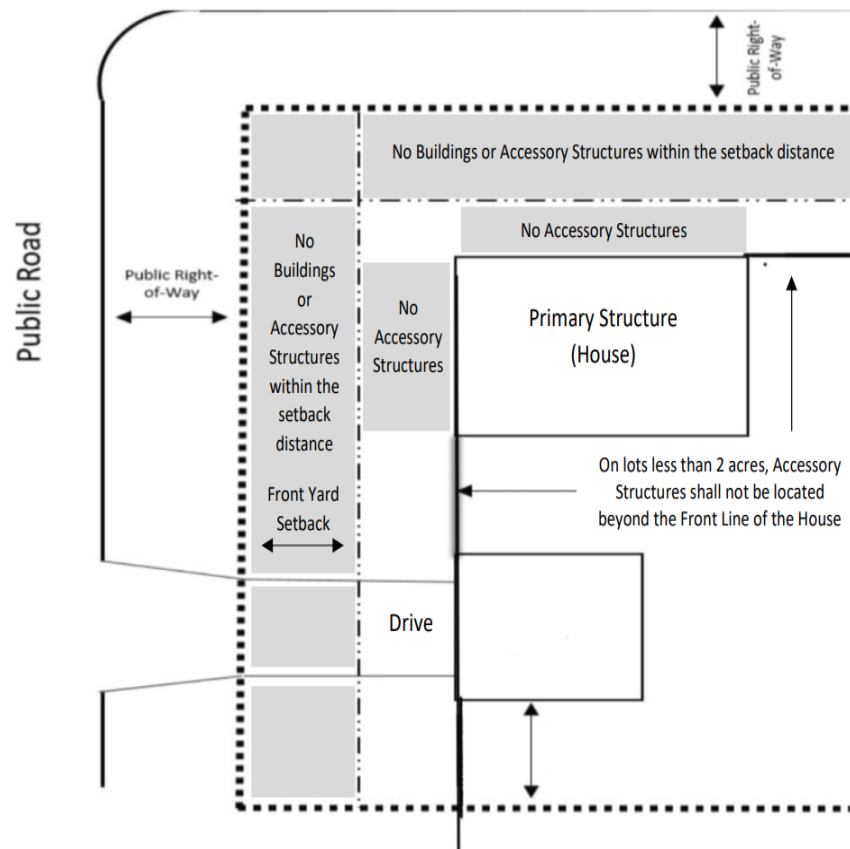 Public Right-
of-Way
No Buildings or Accessory Structures within the setback distance
No Accessory Structures
No
Buildings
or
Accessory
Structures
within the
setback
distance
Front Yard
Setback
Public Road
Public Right-
of-Way
No
Accessory
Structures
Primary Structure
(House)
On lots less than 2 acres, Accessory
Structures shall not be located
beyond the Front Line of the House
Drive